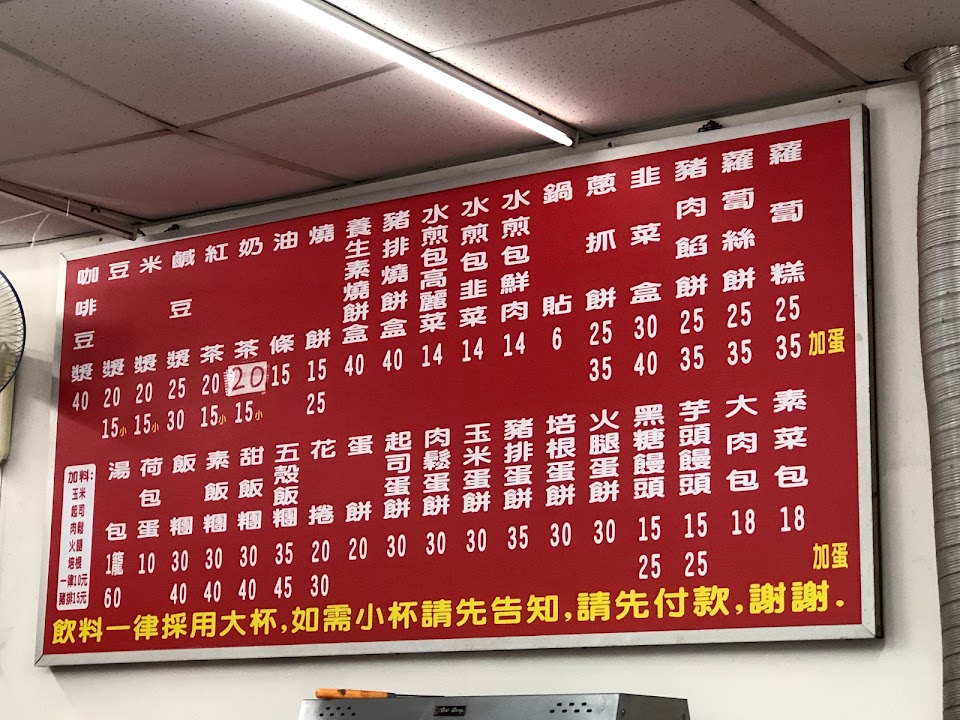 加蛋
蘿蔔糕 25 35
蘿蔔絲餅 25 35
豬肉餡餅 25 35
韭菜盒 30 40
蔥抓餅 25 35
鍋貼 6
水煎包鮮肉 14
水煎包韭菜 14
水煎包高麗菜 14
豬排燒餅盒 40
養生素燒餅盒 40
燒餅 15 25
油條 15
奶茶 20 15小
紅茶 20 15小
鹹豆漿 25 30
米漿 20 15小
豆漿 20 15小
咖啡豆漿 40
加蛋
素菜包 18
大肉包 18
芋頭饅頭 15 25
黑糖饅頭 15 25
火腿蛋餅 30
培根蛋餅 30
豬排蛋餅 35
玉米蛋餅 30
肉鬆蛋餅 30
起司蛋餅 30
蛋餅 20
花捲 20 30
五穀飯糰 35 45
甜飯糰 30 40
素飯糰 30 40
飯糰 30 40
荷包蛋 10
湯包 1籠 60
加料:
玉米
起司
肉鬆
火腿
培根
一律10元
豬排15元
飲料一律採用大杯,如需小杯請先告知,請先付款,謝謝.